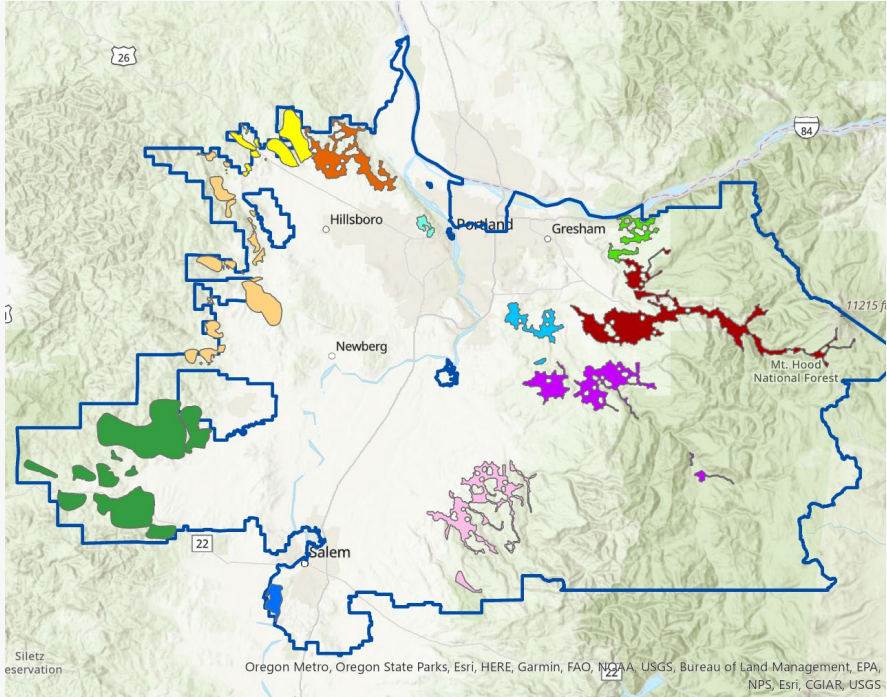 26
84
Hillsboro
Portland
Gresham
11215 f
Newberg
Mt. Hood
National Forest
22
Salem
Siletz
eservation
22
Oregon Metro, Oregon State Parks, Esri, HERE, Garmin, FAO, NOAA, USGS, Bureau of Land Management, EPA,
NPS, Esri, CGIAR, USGS